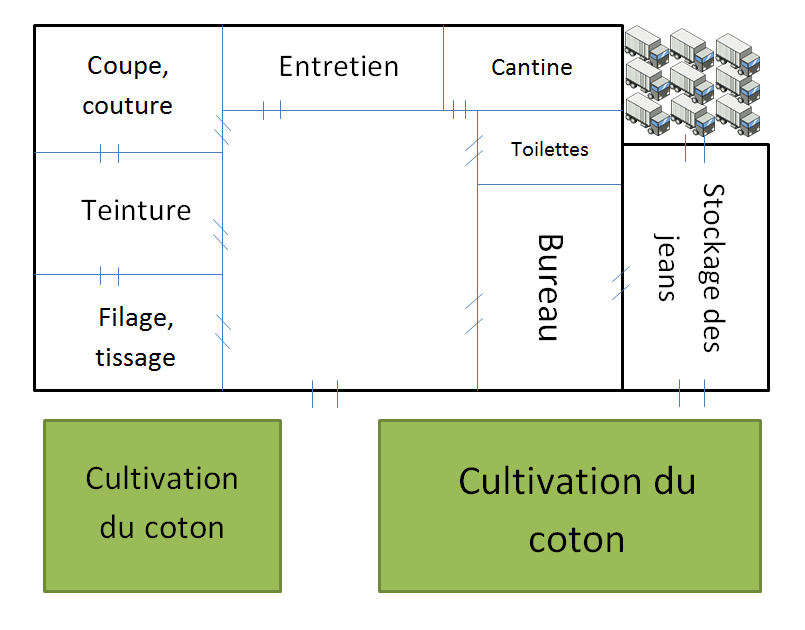 Coupe,
couture
Entretien
Cantine
Toilettes
Teinture
Stockage des
jeans
Bureau
Filage,
tissage
Cultivation
du coton
Cultivation du
coton